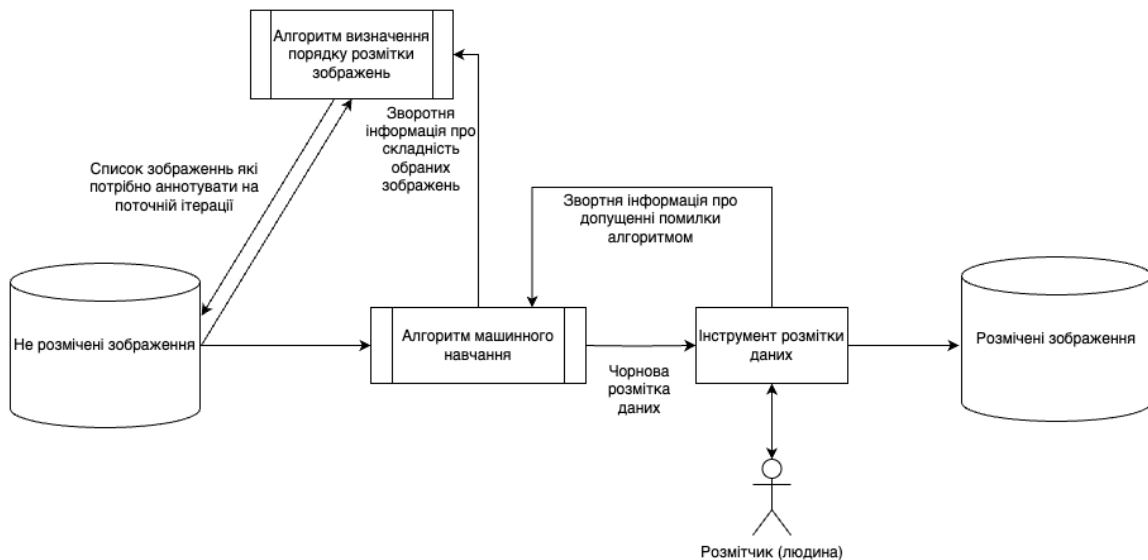 Алгоритм визначення
порядку розмітки
зображень
Зворотня
інформація про
складність
обраних
зображень
Список зображеннь які
потрібно аннотувати на
поточній ітерації
Звортня інформація про
допущенні помилки
алгоритмом
Не розмічені зображення
Алгоритм машинного
навчання
Чорнова
розмітка
даних
Інструмент розмітки
даних
Розмічені зображення
Розмітчик (людина)